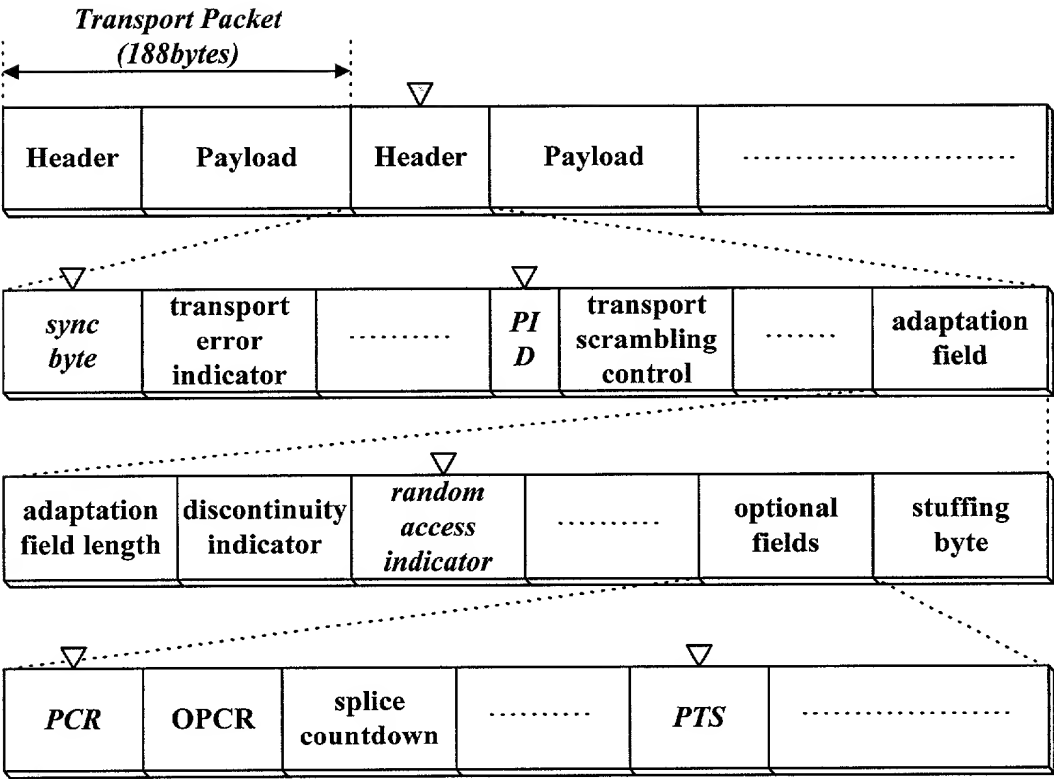 Transport Packet
(188bytes)
Header Payload Header Payload ........................
sync
byte
transport
error
indicator
........
PI
D
transport
scrambling
control
.......
adaptation
field
adaptation
field length
discontinuity
indicator
random
access
indicator
.........
optional
fields
stuffing
byte
PCR
OPCR
splice
countdown
.........
PTS
..................